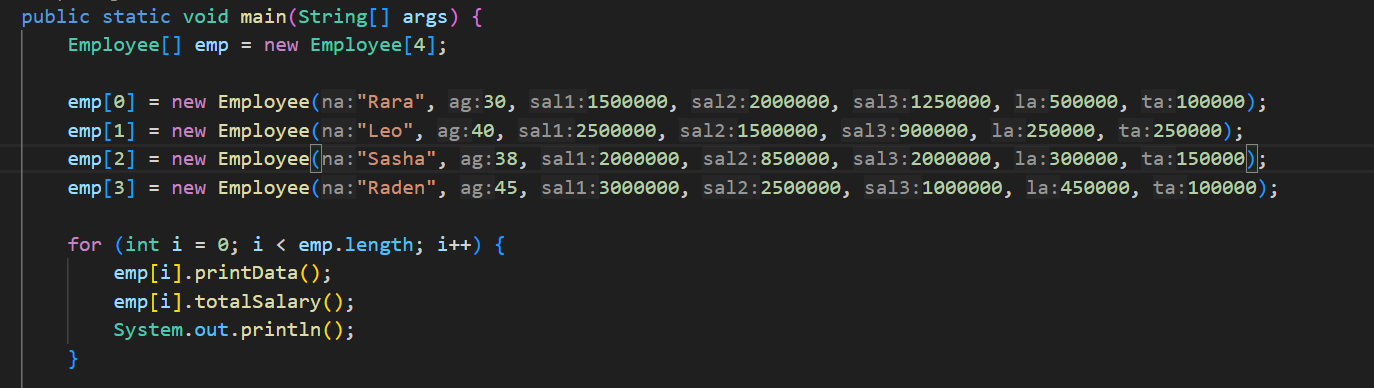 public static void main(String[] args) {
Employee[] emp = new Employee[4];
emp[0] = new Employee(na:"Rara", ag:30, sal1:1500000, sal2:2000000, sal3:1250000, la:500000, ta:100000);
emp[1] = new Employee(na:"Leo", ag:40, sal1:2500000, sal2:1500000, sal3:900000, la:250000, ta:250000);
emp[2] = new Employee(na:"Sasha", ag:38, sal1:2000000, sal2:850000, sal3:2000000, la:300000, ta:150000);
emp[3] = new Employee(na:"Raden", ag:45, sal1:3000000, sal2:2500000, sal3:1000000, la:450000, ta:100000);
for (int i = 0; i < emp.length; i++) {
emp[i].printData();
emp[i].totalSalary();
System.out.println();
}